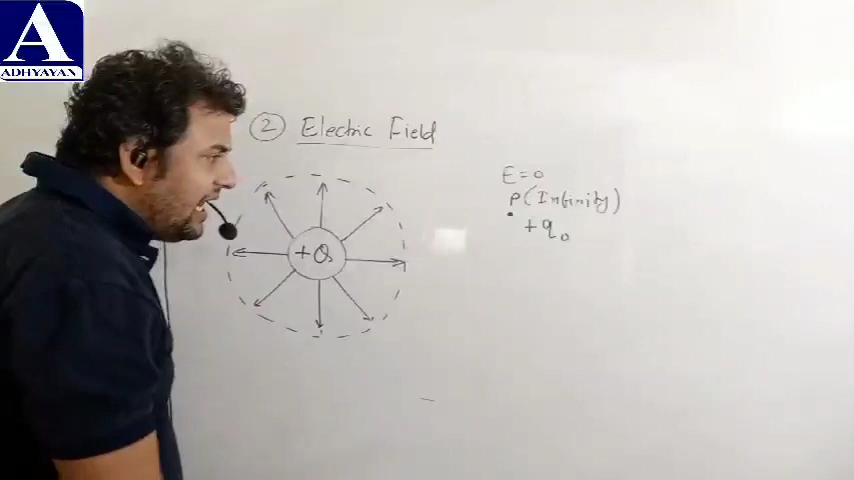 A
ADHYAYAN
2 Electric Field
E=0
P(Infinity)
+q₀
+Q